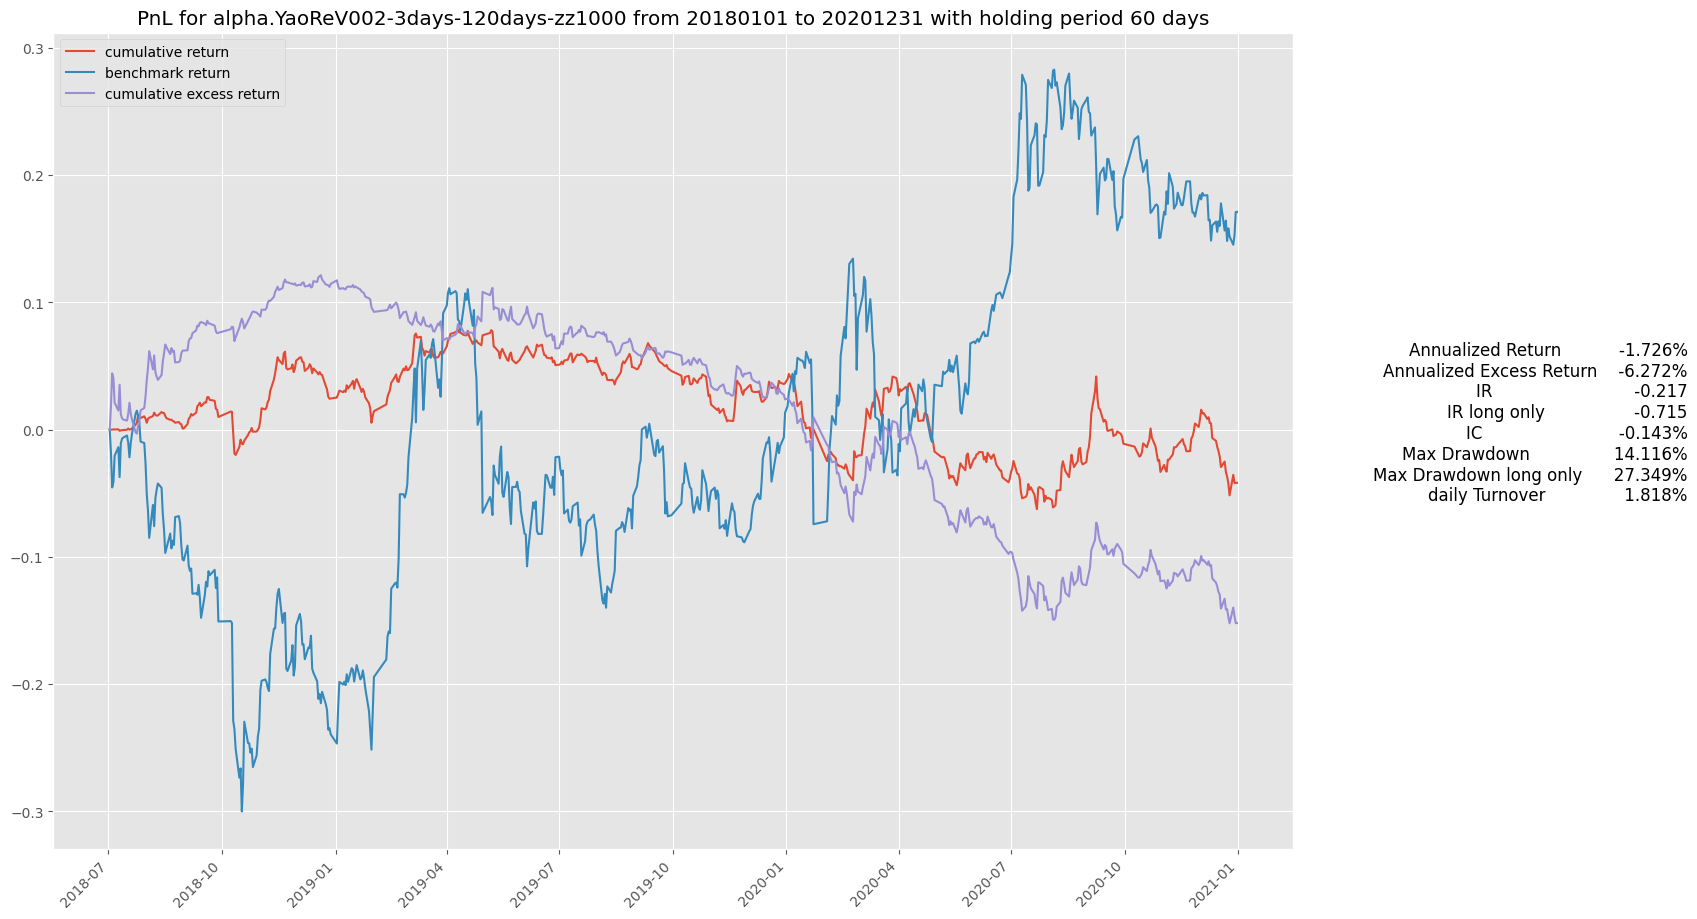 PnL for alpha.YaoReV002-3days-120days-zz1000 from 20180101 to 20201231 with holding period 60 days
cumulative return
benchmark return
cumulative excess return
0.3
0.2
0.1
0.0
−0.1
−0.2
−0.3
2018-07
2018-10
2019-01
2019-04
2019-07
2019-10
2020-01
2020-04
2020-07
2020-10
2021-01
Annualized Return -1.726%
Annualized Excess Return -6.272%
IR -0.217
IR long only -0.715
IC -0.143%
Max Drawdown 14.116%
Max Drawdown long only 27.349%
daily Turnover 1.818%